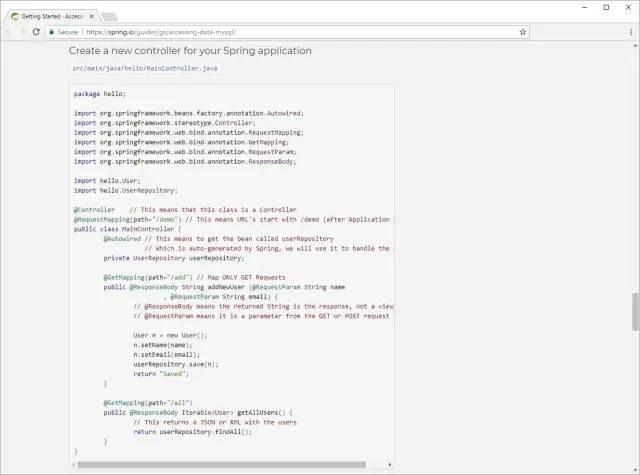 Getting Started · Access
Secure
https://spring.io/guides/gs/accessing-data-mysql/
Create a new controller for your Spring application
src/main/java/hello/MainController.java
package hello;
import org.springframework.beans.factory.annotation.Autowired;
import org.springframework.stereotype.Controller;
import org.springframework.web.bind.annotation.RequestMapping;
import org.springframework.web.bind.annotation.GetMapping;
import org.springframework.web.bind.annotation.RequestParam;
import org.springframework.web.bind.annotation.ResponseBody;
import hello.User;
import hello.UserRepository;
@Controller    // This means that this class is a Controller
@RequestMapping(path="/demo") // This means URL's start with /demo (after Application
public class MainController {
@Autowired // This means to get the bean called userRepository
// Which is auto-generated by Spring, we will use it to handle the
private UserRepository userRepository;
@GetMapping(path="/add") // Map ONLY GET Requests
public @ResponseBody String addNewUser (@RequestParam String name
, @RequestParam String email) {
// @ResponseBody means the returned String is the response, not a view
// @RequestParam means it is a parameter from the GET or POST request
User n = new User();
n.setName(name);
n.setEmail(email);
userRepository.save(n);
return "Saved";
}
@GetMapping(path="/all")
public @ResponseBody Iterable<User> getAllUsers() {
// This returns a JSON or XML with the users
return userRepository.findAll();
}
}